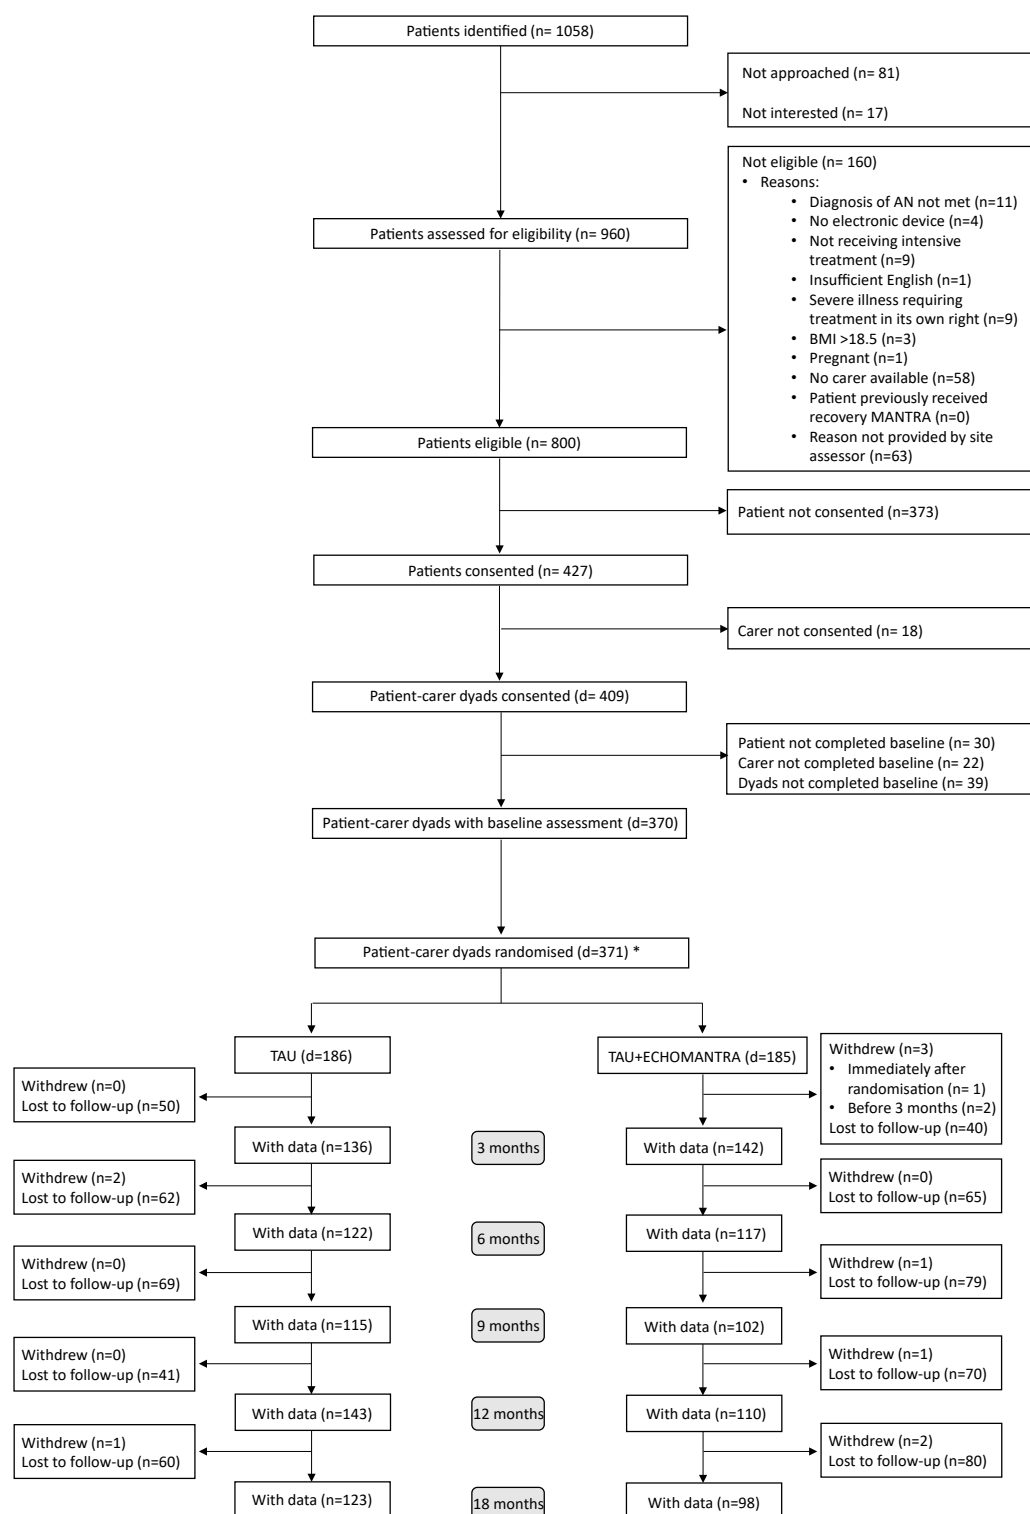 Patients identified (n= 1058)
Not approached (n= 81)
Not interested (n= 17)
Patients assessed for eligibility (n= 960)
Not eligible (n= 160)
• Reasons:
• Diagnosis of AN not met (n=11)
• No electronic device (n=4)
• Not receiving intensive
treatment (n=9)
• Insufficient English (n=1)
• Severe illness requiring
treatment in its own right (n=9)
• BMI >18.5 (n=3)
• Pregnant (n=1)
• No carer available (n=58)
• Patient previously received
recovery MANTRA (n=0)
• Reason not provided by site
assessor (n=63)
Patients eligible (n= 800)
Patient not consented (n=373)
Patients consented (n= 427)
Carer not consented (n= 18)
Patient-carer dyads consented (d= 409)
Patient not completed baseline (n= 30)
Carer not completed baseline (n= 22)
Dyads not completed baseline (n= 39)
Patient-carer dyads with baseline assessment (d=370)
Patient-carer dyads randomised (d=371) *
TAU (d=186)
TAU+ECHOMANTRA (d=185)
Withdrew (n=0)
Lost to follow-up (n=50)
Withdrew (n=3)
• Immediately after
randomisation (n= 1)
• Before 3 months (n=2)
Lost to follow-up (n=40)
With data (n=136)
3 months
With data (n=142)
Withdrew (n=2)
Lost to follow-up (n=62)
Withdrew (n=0)
Lost to follow-up (n=65)
With data (n=122)
6 months
With data (n=117)
Withdrew (n=0)
Lost to follow-up (n=69)
Withdrew (n=1)
Lost to follow-up (n=79)
With data (n=115)
9 months
With data (n=102)
Withdrew (n=0)
Lost to follow-up (n=41)
Withdrew (n=1)
Lost to follow-up (n=70)
With data (n=143)
12 months
With data (n=110)
Withdrew (n=1)
Lost to follow-up (n=60)
Withdrew (n=2)
Lost to follow-up (n=80)
With data (n=123)
18 months
With data (n=98)